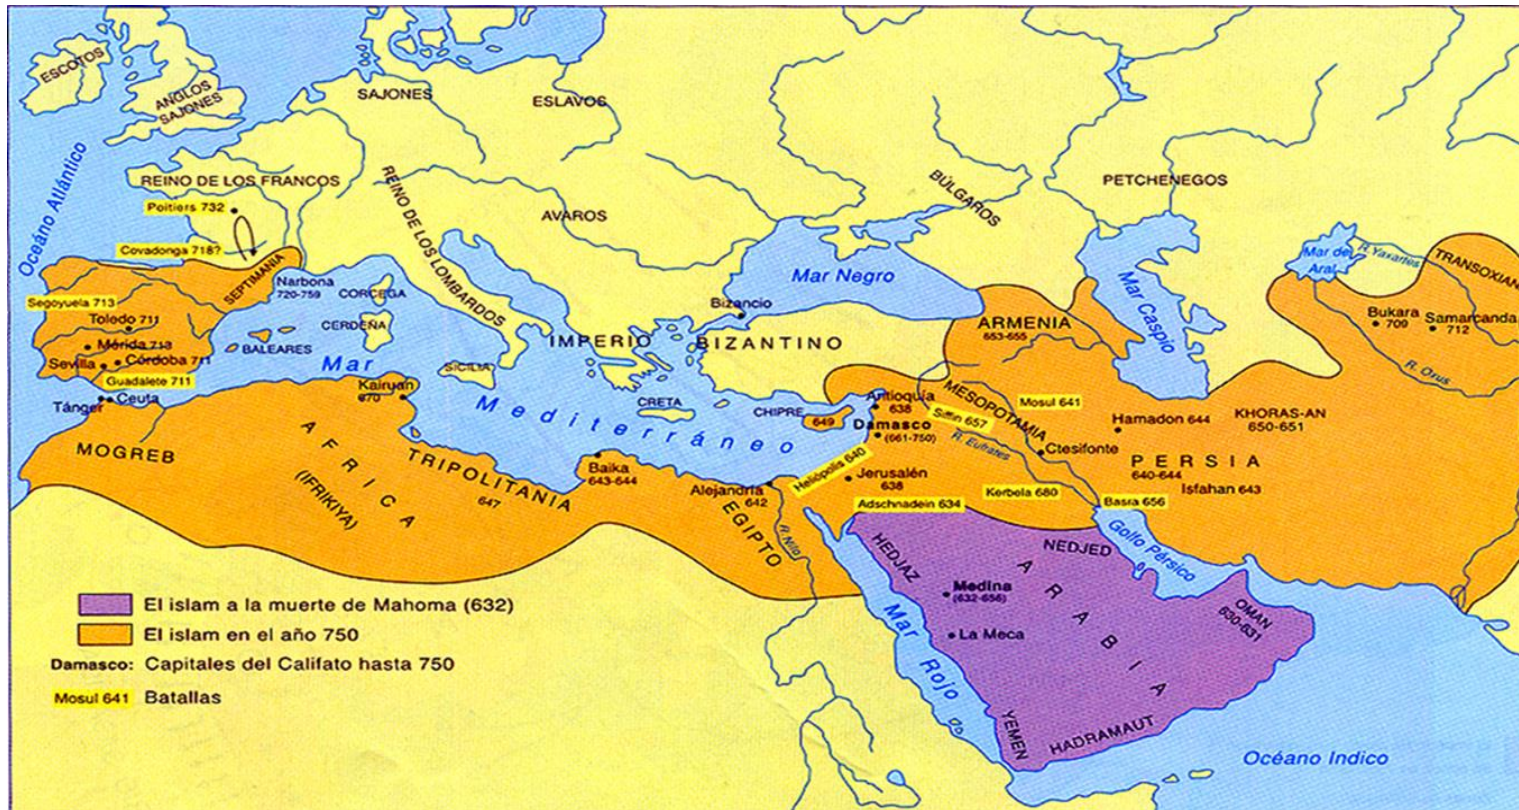 ESCOTOS
ANGLOS
SAJONES
SAJONES
ESLAVOS
Océano Atlántico
REINO DE LOS FRANCOS
Poitiers 732
Covadonga 718?
REINO DE LOS LOMBARDOS
AVAROS
BÚLGAROS
PETCHENEGOS
Mar Negro
Mar Caspio
Mar de
Aral
R. Yaxartes
TRANSOXIAN
SEPTIMANIA
Narbona
720-759
CORCEGA
CERDEÑA
BALEARES
SICILIA
Segoyuela 713
Toledo 711
Mérida 713
Sevilla
Córdoba 711
Guadalete 711
Tánger
Ceuta
Bizancio
IMPERIO BIZANTINO
ARMENIA
653-655
Bukara
709
Samarcanda
712
R. Oxus
Mar Mediterráneo
Kairuan
670
CRETA
CHIPRE
649
Antioquía
638
Damasco
(661-750)
MESOPOTAMIA
Siffin 657
Mosul 641
Hamadon 644
KHORAS-AN
650-651
R. Eufrates
Ctesifonte
PERSIA
640-644
Isfahan 643
MOGREB
AFRICA
(IFRIKIYA)
TRIPOLITANIA
647
Baika
643-644
Alejandría
642
Heliópolis 640
Jerusalén
638
Adschnadein 634
Kerbela 680
Basra 656
EGIPTO
R. Nilo
Golfo Pérsico
HEDJAZ
NEDJED
ARABIA
Medina
(632-656)
La Meca
OMAN
630-631
Mar Rojo
YEMEN
HADRAMAUT
Océano Indico
El islam a la muerte de Mahoma (632)
El islam en el año 750
Damasco: Capitales del Califato hasta 750
Mosul 641 Batallas